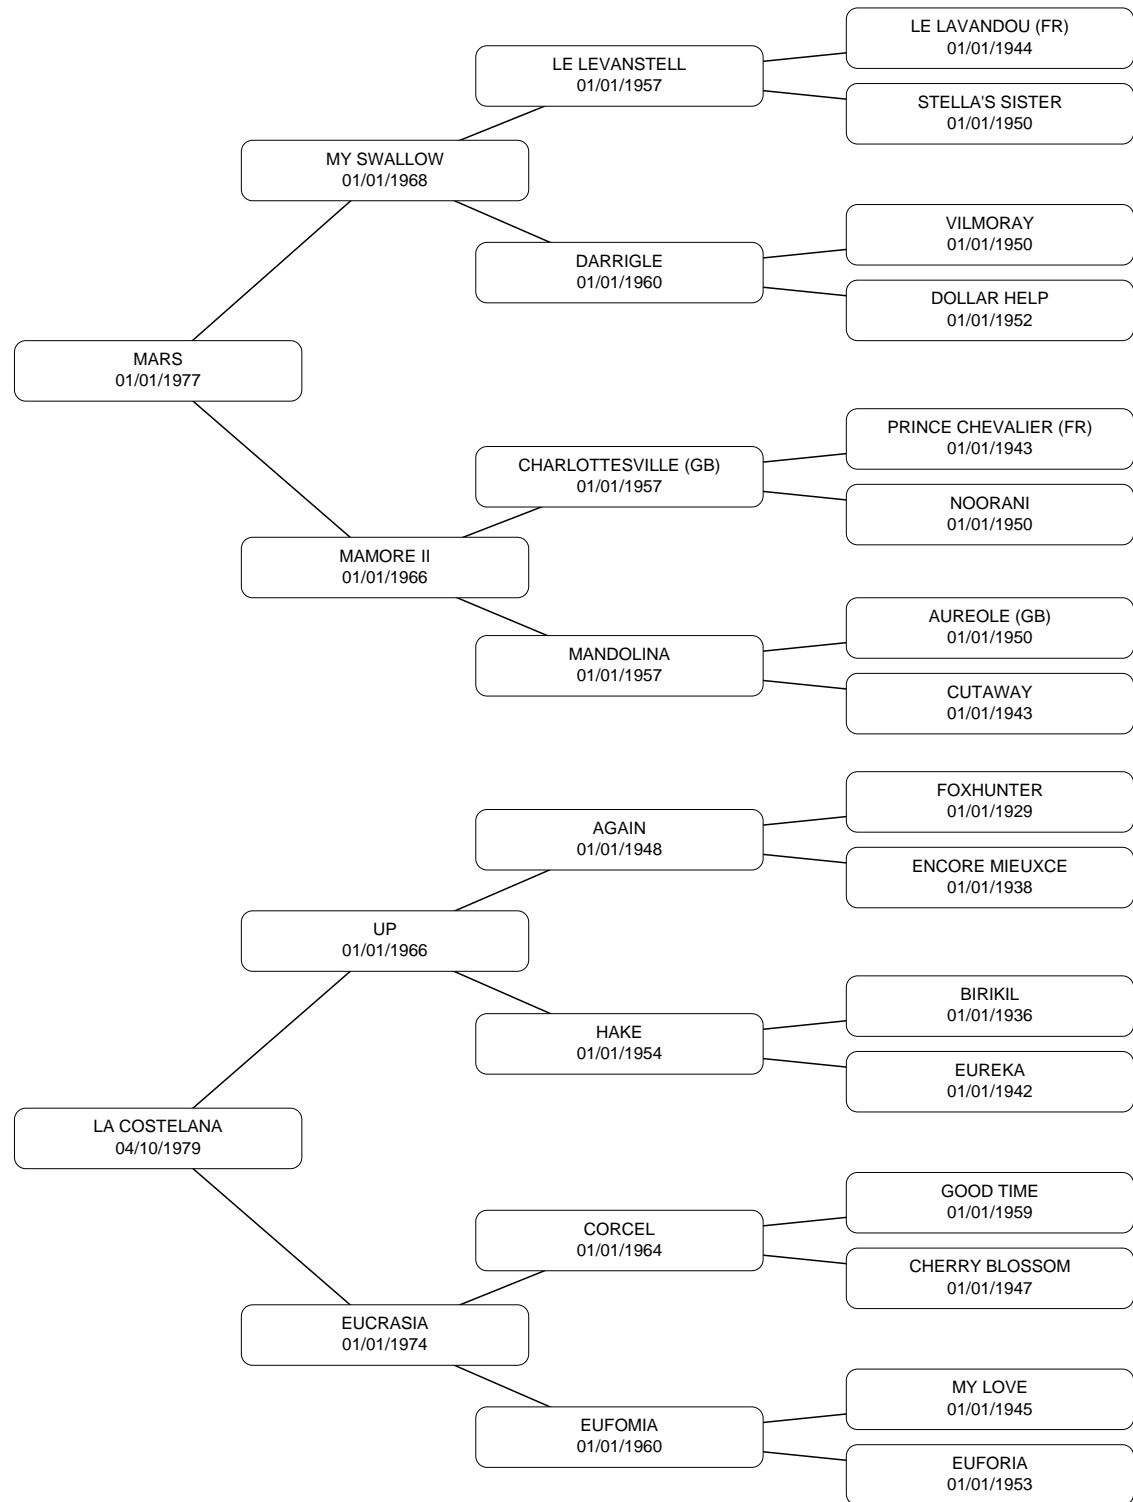 LE LAVANDOU (FR)
01/01/1944
LE LEVANSTELL
01/01/1957
STELLA'S SISTER
01/01/1950
MY SWALLOW
01/01/1968
VILMORAY
01/01/1950
DARRIGLE
01/01/1960
DOLLAR HELP
01/01/1952
MARS
01/01/1977
PRINCE CHEVALIER (FR)
01/01/1943
CHARLOTTESVILLE (GB)
01/01/1957
NOORANI
01/01/1950
MAMORE II
01/01/1966
AUREOLE (GB)
01/01/1950
MANDOLINA
01/01/1957
CUTAWAY
01/01/1943
FOXHUNTER
01/01/1929
AGAIN
01/01/1948
ENCORE MIEUXCE
01/01/1938
UP
01/01/1966
BIRIKIL
01/01/1936
HAKE
01/01/1954
EUREKA
01/01/1942
LA COSTELANA
04/10/1979
GOOD TIME
01/01/1959
CORCEL
01/01/1964
CHERRY BLOSSOM
01/01/1947
EUCRASIA
01/01/1974
MY LOVE
01/01/1945
EUFOMIA
01/01/1960
EUFORIA
01/01/1953